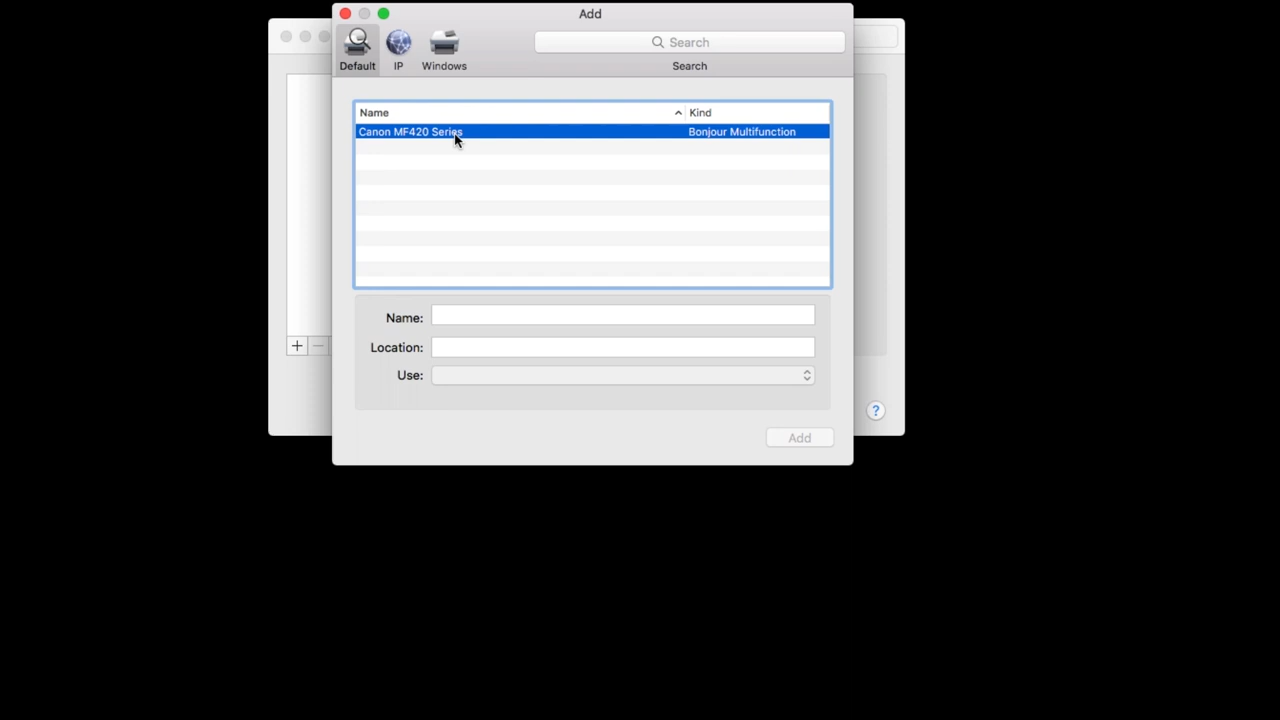 Add
Default
IP
Windows
Search
Search
Name
Kind
Canon MF420 Series
Bonjour Multifunction
Name:
Location:
Use:
Add
?